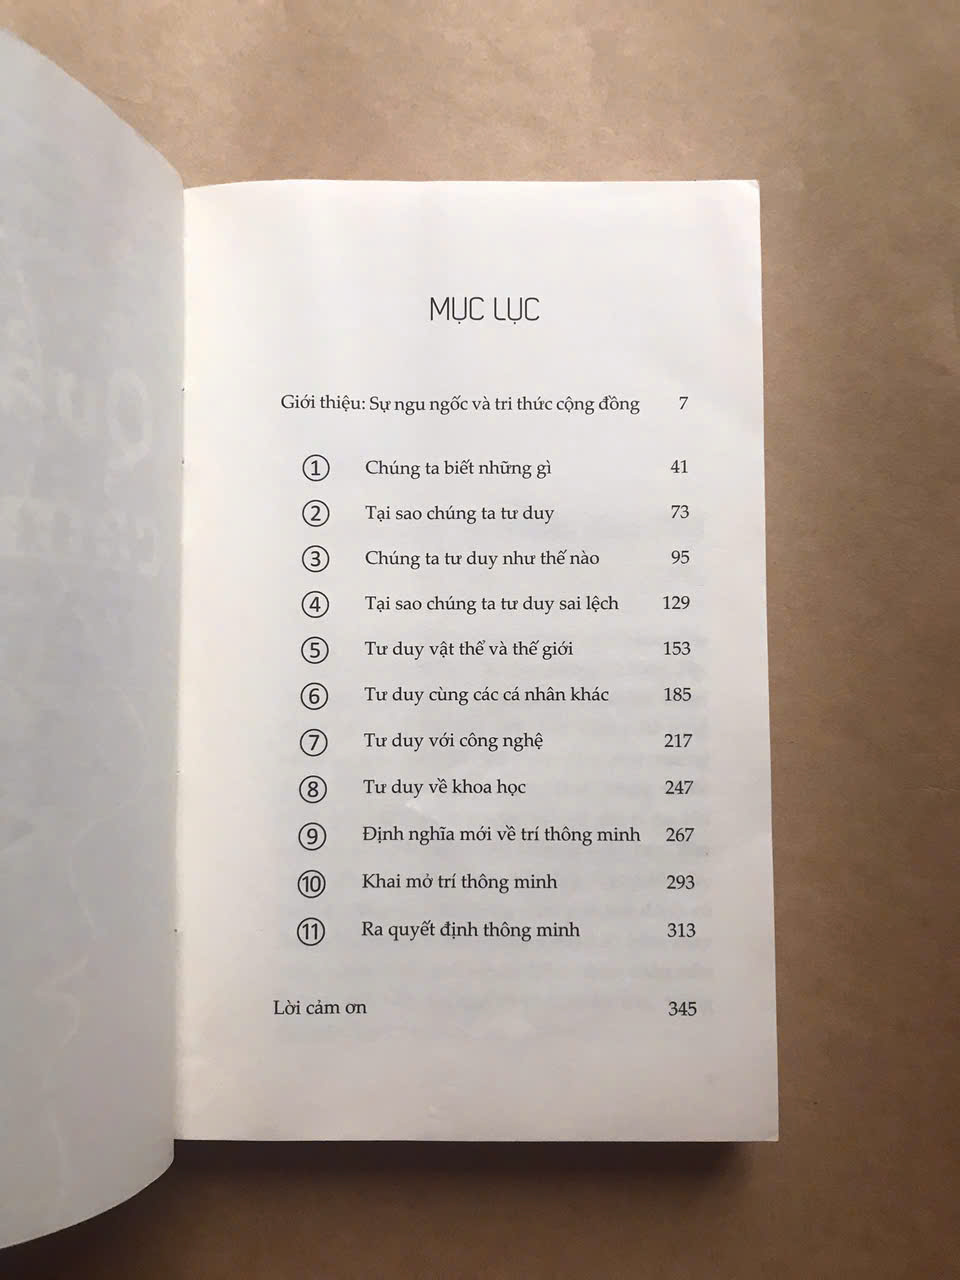 MỤC LỤC
Giới thiệu: Sự ngu ngốc và tri thức cộng đồng 7
1 Chúng ta biết những gì 41
2 Tại sao chúng ta tư duy 73
3 Chúng ta tư duy như thế nào 95
4 Tại sao chúng ta tư duy sai lệch 129
5 Tư duy vật thể và thế giới 153
6 Tư duy cùng các cá nhân khác 185
7 Tư duy với công nghệ 217
8 Tư duy về khoa học 247
9 Định nghĩa mới về trí thông minh 267
10 Khai mở trí thông minh 293
11 Ra quyết định thông minh 313
Lời cảm ơn 345